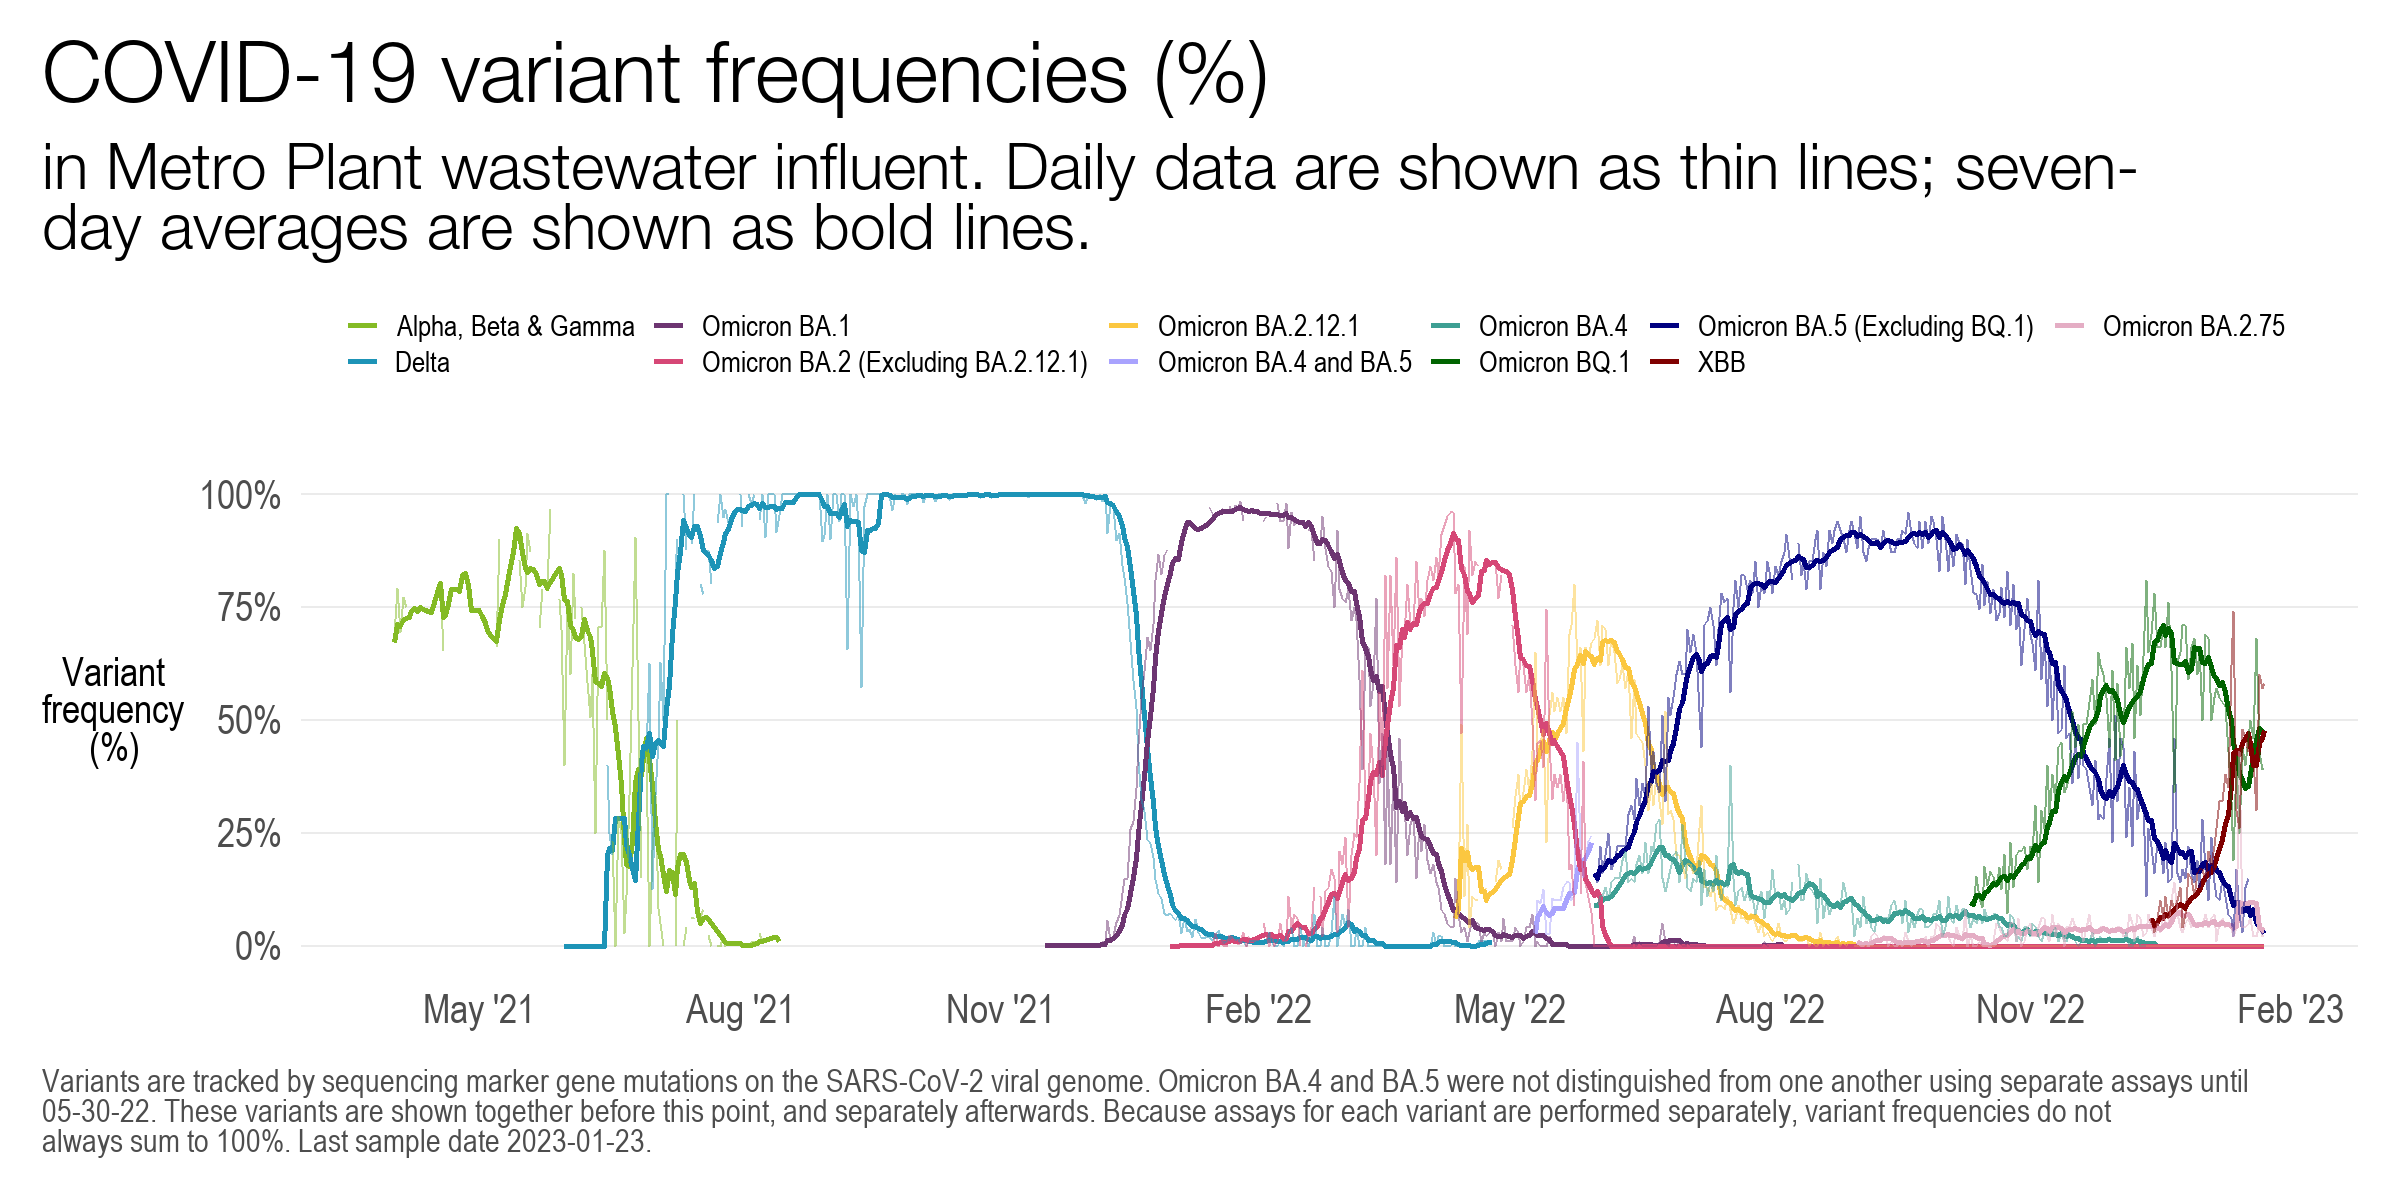 COVID-19 variant frequencies (%)
in Metro Plant wastewater influent. Daily data are shown as thin lines; seven-
day averages are shown as bold lines.
Alpha, Beta & Gamma
Omicron BA.1
Omicron BA.2.12.1
Omicron BA.4
Omicron BA.5 (Excluding BQ.1)
Omicron BA.2.75
Delta
Omicron BA.2 (Excluding BA.2.12.1)
Omicron BA.4 and BA.5
Omicron BQ.1
XBB
Variant
frequency
(%)
100%
75%
50%
25%
0%
May '21
Aug '21
Nov '21
Feb '22
May '22
Aug '22
Nov '22
Feb '23
Variants are tracked by sequencing marker gene mutations on the SARS-CoV-2 viral genome. Omicron BA.4 and BA.5 were not distinguished from one another using separate assays until
05-30-22. These variants are shown together before this point, and separately afterwards. Because assays for each variant are performed separately, variant frequencies do not
always sum to 100%. Last sample date 2023-01-23.